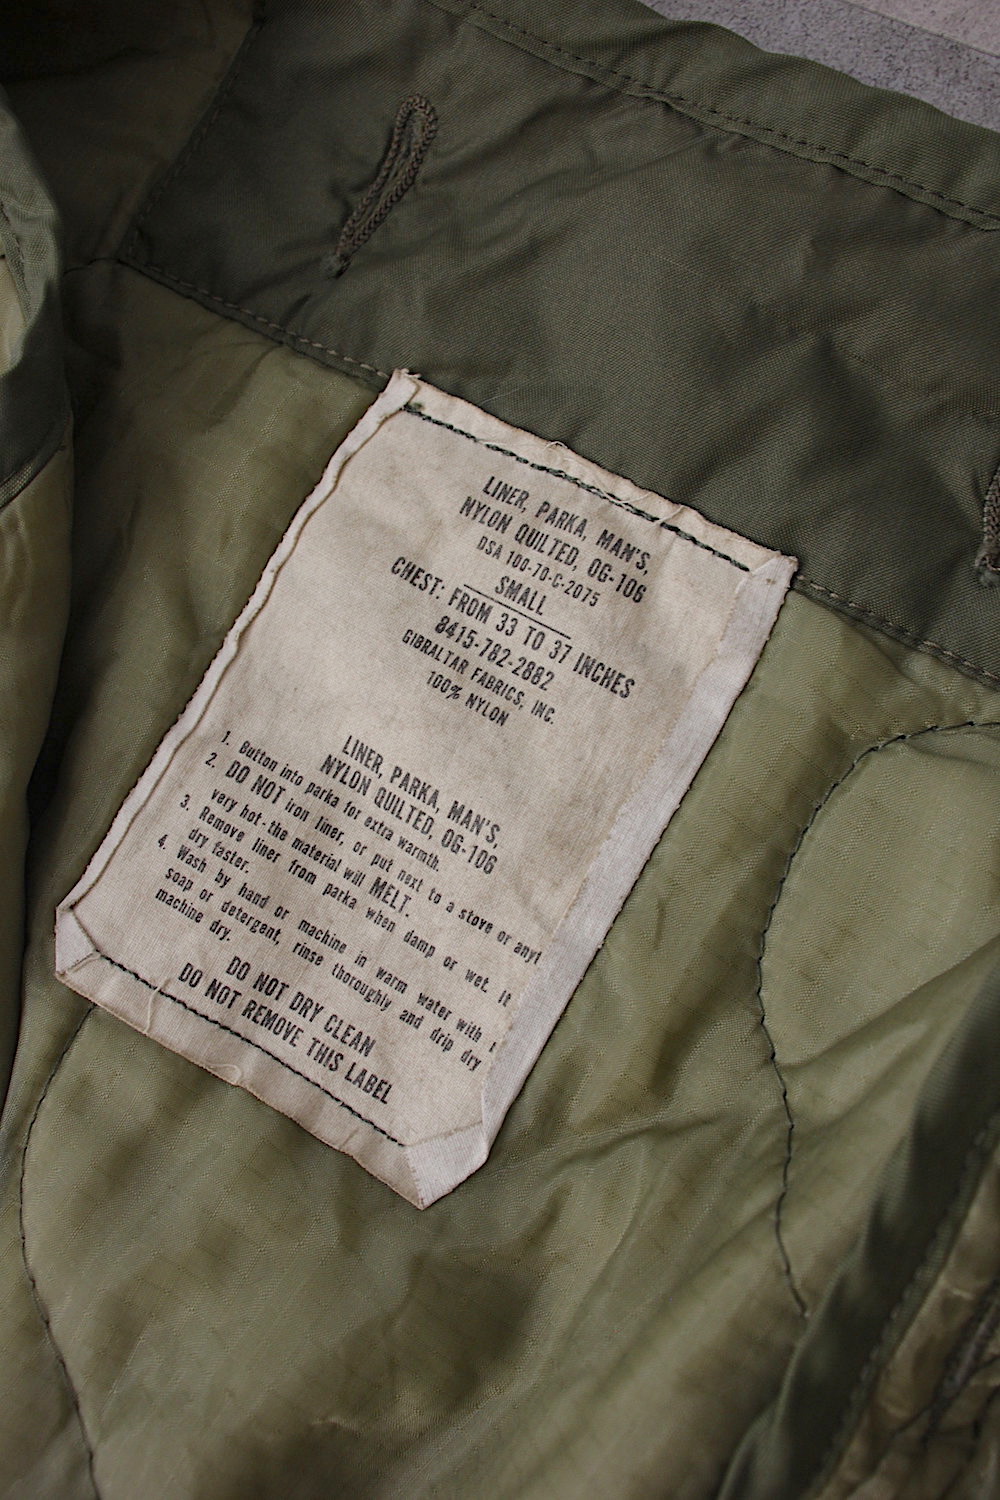 LINER, PARKA, MAN'S,
NYLON QUILTED, OG-106
DSA 100-70-C-2075
SMALL
CHEST: FROM 33 TO 37 INCHES
8415-782-2882
GIBRALTAR FABRICS, INC.
100% NYLON
LINER, PARKA, MAN'S,
NYLON QUILTED, OG-106
1. Button into parka for extra warmth.
2. DO NOT iron liner, or put next to a stove or
very hot-the material will MELT.
3. Remove liner from parka when damp or wet. It
dry faster.
4. Wash by hand or machine in warm water with
soap or detergent, rinse thoroughly and drip dry
machine dry.
DO NOT DRY CLEAN
DO NOT REMOVE THIS LABEL